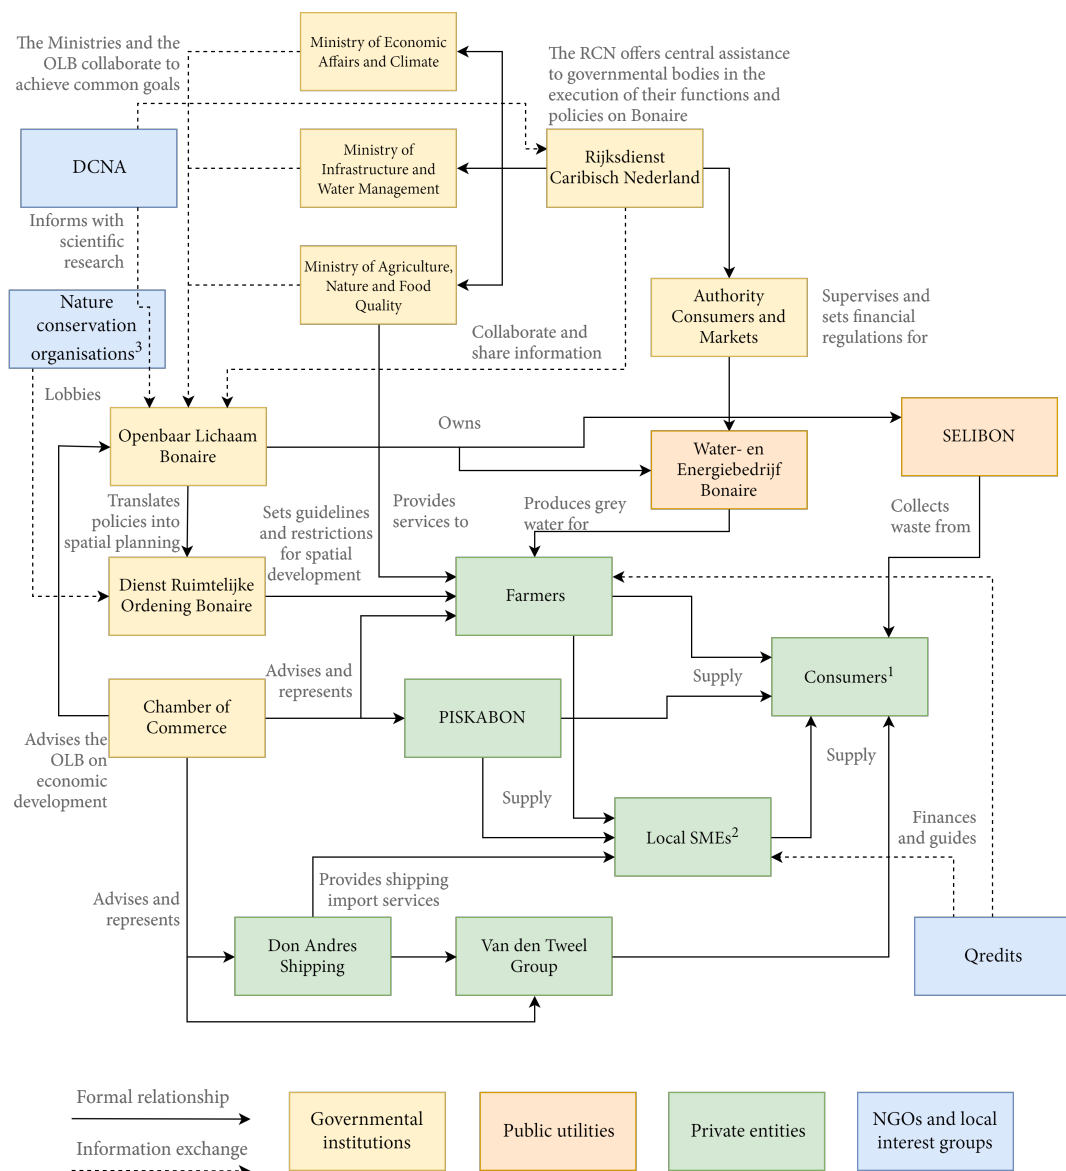 The Ministries and the
OLB collaborate to
achieve common goals
Ministry of Economic
Affairs and Climate
The RCN offers central assistance
to governmental bodies in the
execution of their functions and
policies on Bonaire
DCNA
Ministry of
Infrastructure and
Water Management
Rijksdienst
Caribisch Nederland
Informs with
scientific
research
Ministry of Agriculture,
Nature and Food
Quality
Nature
conservation
organisations3
Authority
Consumers and
Markets
Supervises and
sets financial
regulations for
Collaborate and
share information
Lobbies
Openbaar Lichaam
Bonaire
Owns
SELIBON
Water- en
Energiebedrijf
Bonaire
Translates
policies into
spatial planning
Sets guidelines
and restrictions
for spatial
development
Provides
services to
Produces grey
water for
Collects
waste from
Dienst Ruimtelijke
Ordening Bonaire
Farmers
Consumers1
Supply
Advises and
represents
Chamber of
Commerce
PISKABON
Advises the
OLB on
economic
development
Supply
Supply
Local SMEs2
Finances
and guides
Provides shipping
import services
Advises and
represents
Don Andres
Shipping
Van den Tweel
Group
Qredits
Formal relationship
Information exchange
Governmental
institutions
Public utilities
Private entities
NGOs and local
interest groups